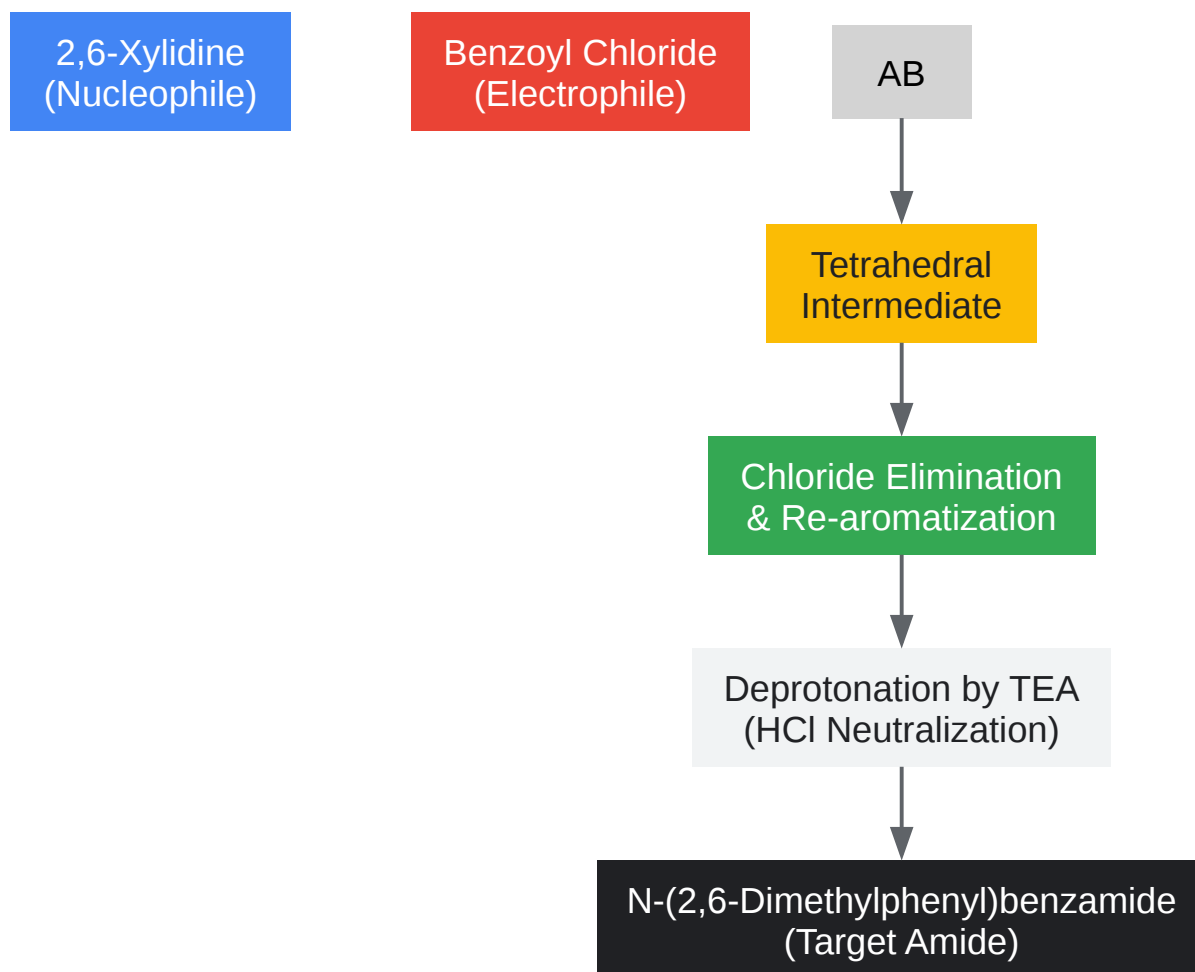 2,6-Xylidine
(Nucleophile)
Benzoyl Chloride
(Electrophile)
AB
Tetrahedral
Intermediate
Chloride Elimination
& Re-aromatization
Deprotonation by TEA
(HCl Neutralization)
N-(2,6-Dimethylphenyl)benzamide
(Target Amide)